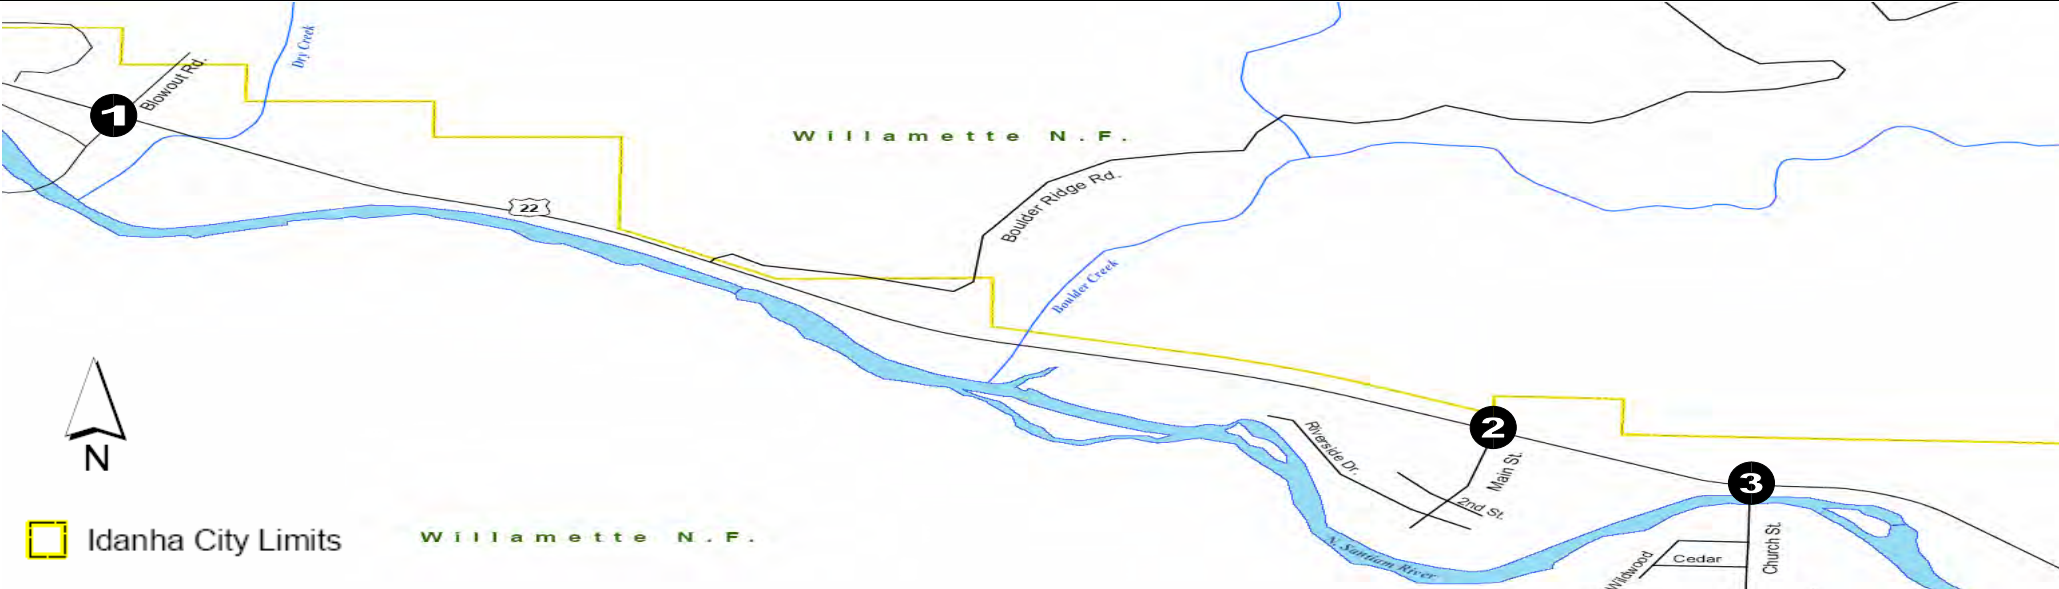 Dry Creek
Blowout Rd.
1
Willamette N.F.
Boulder Ridge Rd.
22
Boulder Creek
N
Riverside Dr.
2
Main St.
2nd St.
3
Idanha City Limits
Willamette N.F.
N. Santiam River
Wildwood
Cedar
Church St.